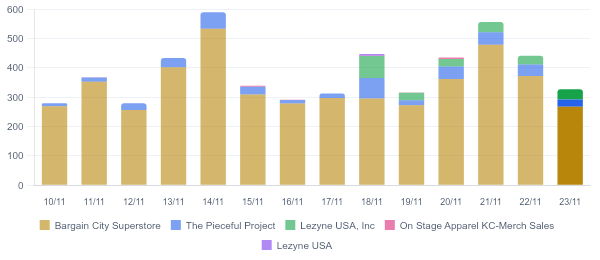 600
500
400
300
200
100
0
10/11 11/11 12/11 13/11 14/11 15/11 16/11 17/11 18/11 19/11 20/11 21/11 22/11 23/11
Bargain City Superstore The Pieceful Project Lezyne USA, Inc On Stage Apparel KC-Merch Sales
Lezyne USA